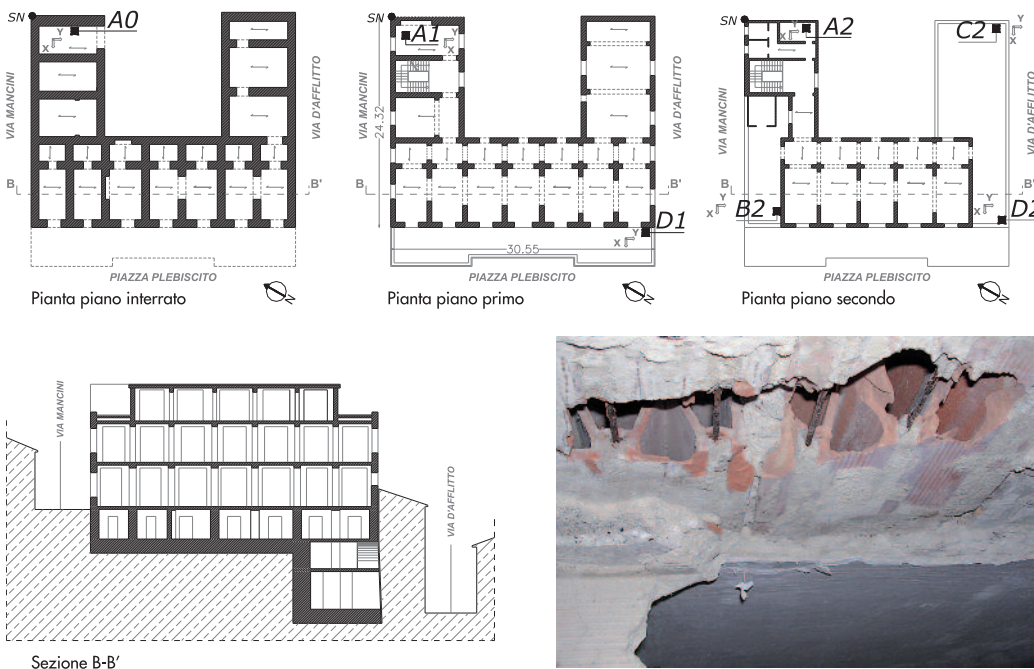 SN A0
X Y
VIA MANCINI
VIA D'AFFLITTO
B B'
PIAZZA PLEBISCITO
Pianta piano interrato
N
SN A1
X Y
VIA MANCINI
24.32
VIA D'AFFLITTO
B B'
D1
30.55
X Y
PIAZZA PLEBISCITO
Pianta piano primo
N
SN A2 C2
X Y X Y
VIA MANCINI
VIA D'AFFLITTO
B B'
X Y B2 X Y D2
PIAZZA PLEBISCITO
Pianta piano secondo
N
VIA MANCINI
VIA D'AFFLITTO
Sezione B-B'